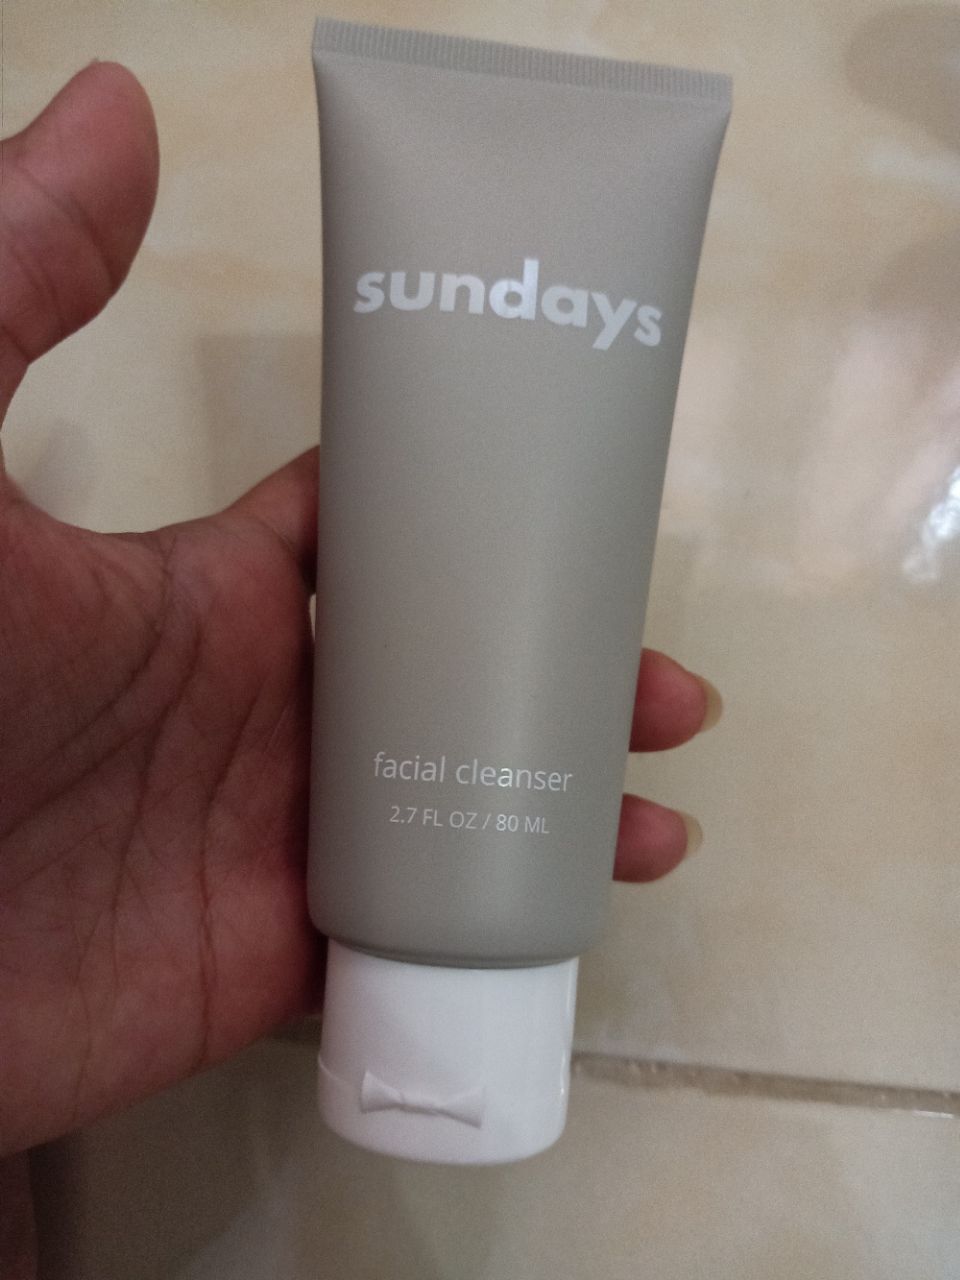 sundays
facial cleanser
2.7 FL OZ / 80 ML